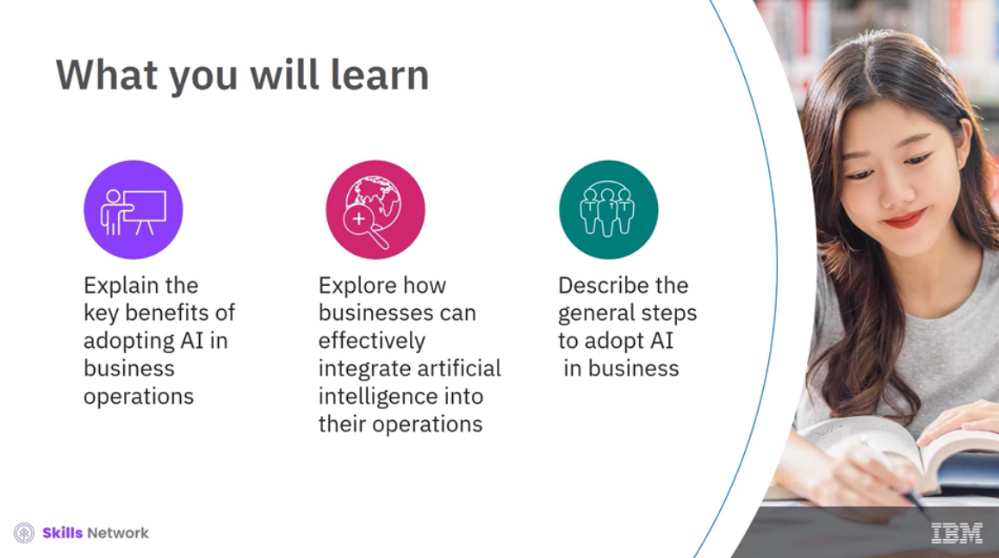 What you will learn
Explain the
key benefits of
adopting AI in
business
operations
Explore how
businesses can
effectively
integrate artificial
intelligence into
their operations
Describe the
general steps
to adopt AI
in business
Skills Network
IBM